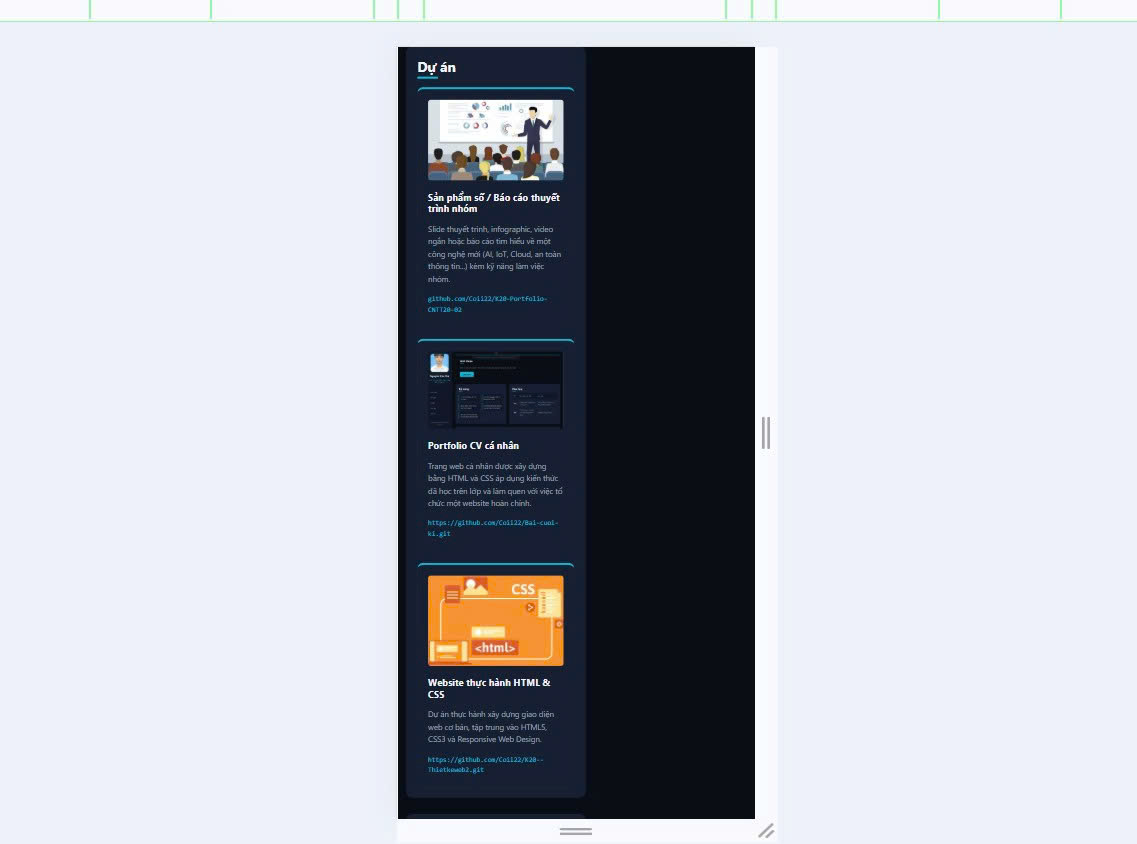 Dự án
Sản phẩm số / Báo cáo thuyết
trình nhóm
Slide thuyết trình, infographic, video
ngắn hoặc báo cáo tìm hiểu về một
công nghệ mới (AI, IoT, Cloud, an toàn
thông tin...) kèm kỹ năng làm việc
nhóm.
github.com/Coil22/K20-Portfolio-
CNTT20-02
Portfolio CV cá nhân
Trang web cá nhân được xây dựng
bằng HTML và CSS áp dụng kiến thức
đã học trên lớp và làm quen với việc tổ
chức một website hoàn chỉnh.
https://github.com/Coil22/Bai-cuoi-
ki.git
CSS
<html>
Website thực hành HTML &
CSS
Dự án thực hành xây dựng giao diện
web cơ bản, tập trung vào HTML5,
CSS3 và Responsive Web Design.
https://github.com/Coil22/K20--
Thietkeweb2.git